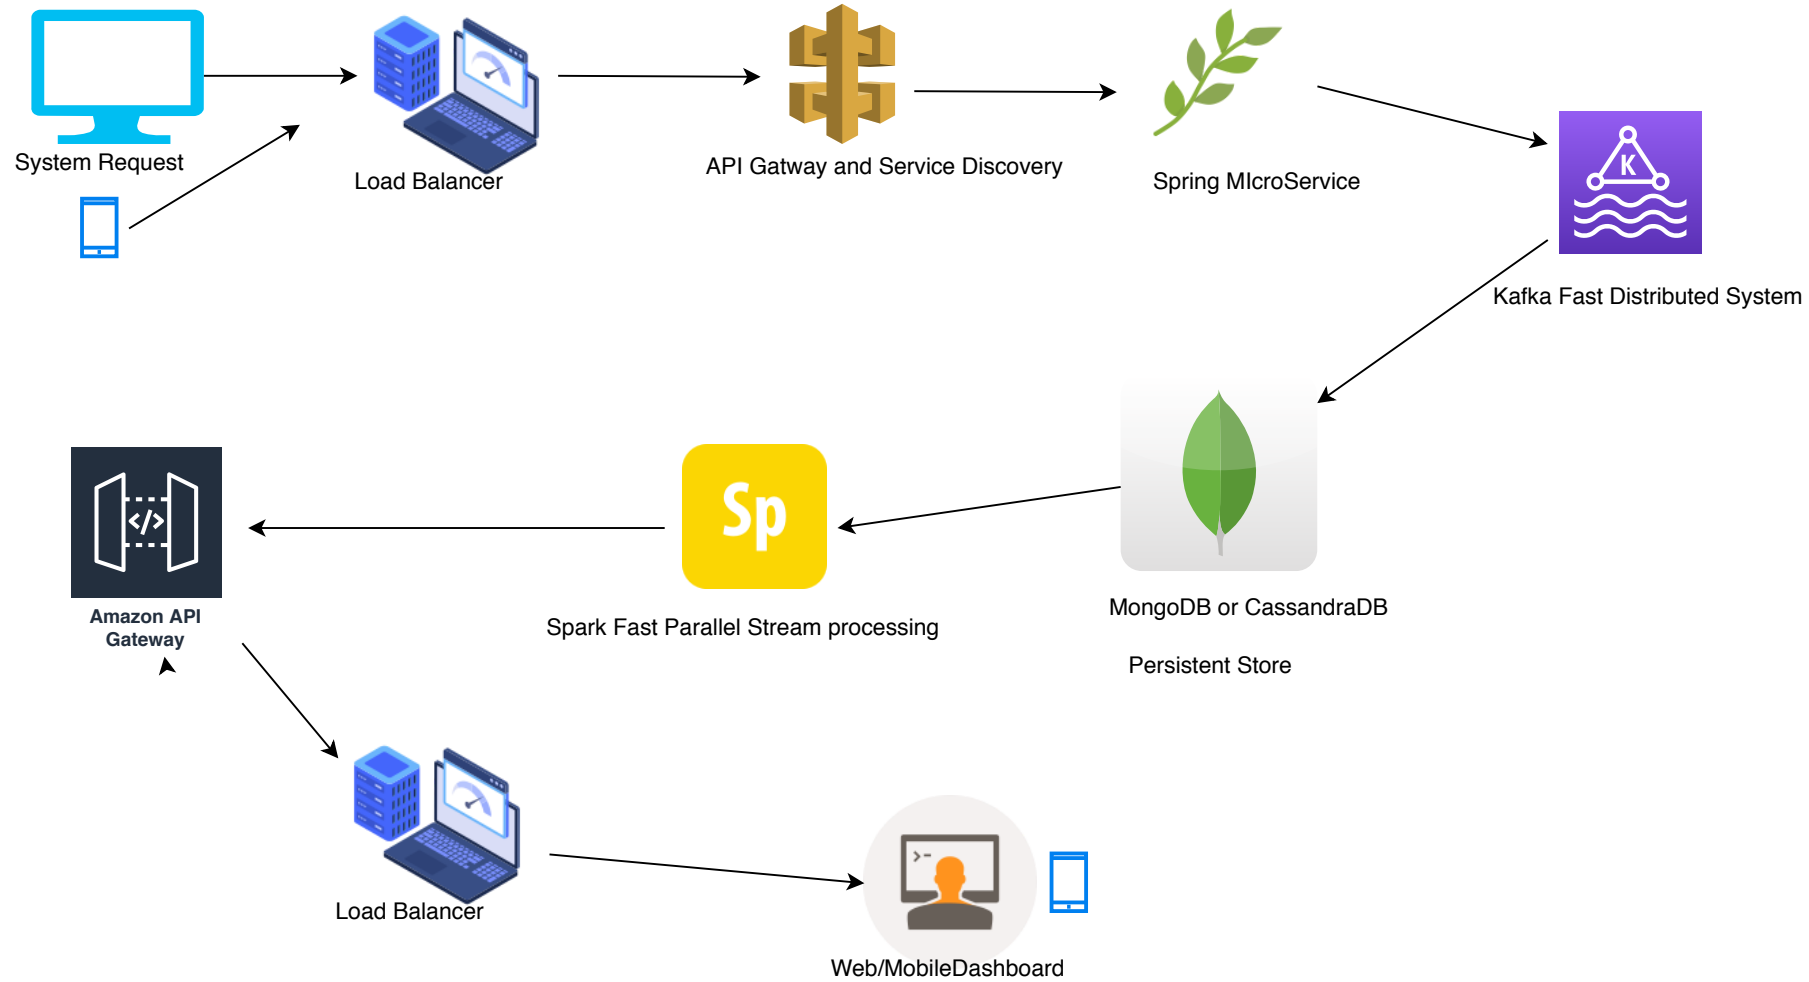 System Request
Load Balancer
API Gatway and Service Discovery
Spring MIcroService
K
Kafka Fast Distributed System
</>
Amazon API
Gateway
Sp
Spark Fast Parallel Stream processing
MongoDB or CassandraDB
Persistent Store
Load Balancer
>-
Web/MobileDashboard